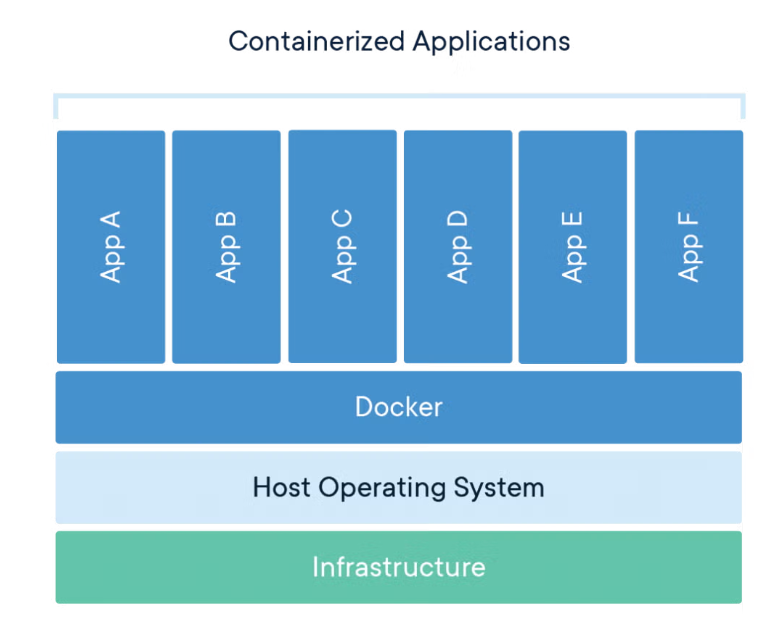 Containerized Applications
App A
App B
App C
App D
App E
App F
Docker
Host Operating System
Infrastructure